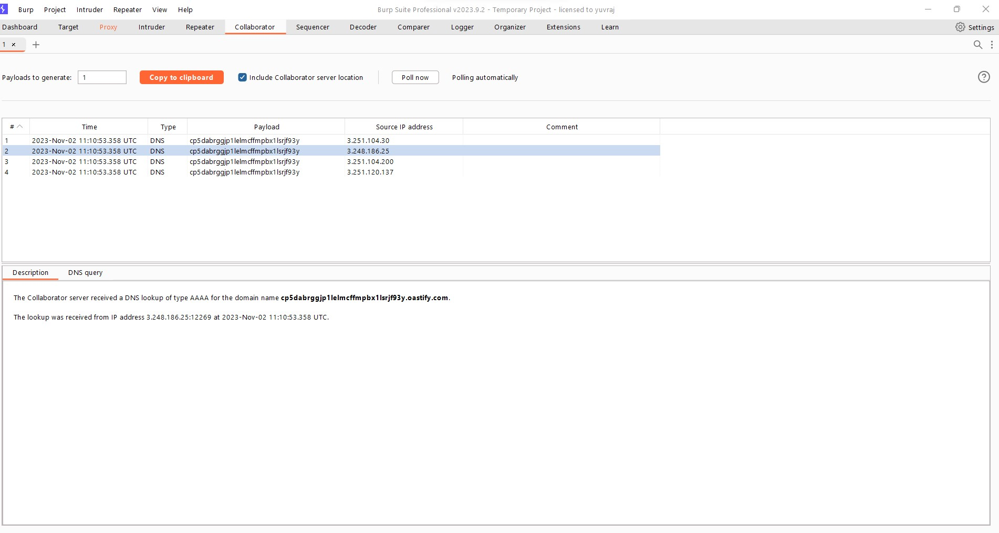 Burp Project Intruder Repeater View Help Burp Suite Professional v2023.9.2 - Temporary Project - licensed to yuvraj
Dashboard Target Proxy Intruder Repeater Collaborator Sequencer Decoder Comparer Logger Organizer Extensions Learn Settings
1 × +
Payloads to generate: 1 Copy to clipboard Include Collaborator server location Poll now Polling automatically ?
# Time Type Payload Source IP address Comment
1 2023-Nov-02 11:10:53.358 UTC DNS cp5dabrggjp1lelmcffmpbx1lsrjf93y 3.251.104.30
2 2023-Nov-02 11:10:53.358 UTC DNS cp5dabrggjp1lelmcffmpbx1lsrjf93y 3.248.186.25
3 2023-Nov-02 11:10:53.358 UTC DNS cp5dabrggjp1lelmcffmpbx1lsrjf93y 3.251.104.200
4 2023-Nov-02 11:10:53.358 UTC DNS cp5dabrggjp1lelmcffmpbx1lsrjf93y 3.251.120.137
Description DNS query
The Collaborator server received a DNS lookup of type AAAA for the domain name cp5dabrggjp1lelmcffmpbx1lsrjf93y.oastify.com.
The lookup was received from IP address 3.248.186.25:12269 at 2023-Nov-02 11:10:53.358 UTC.